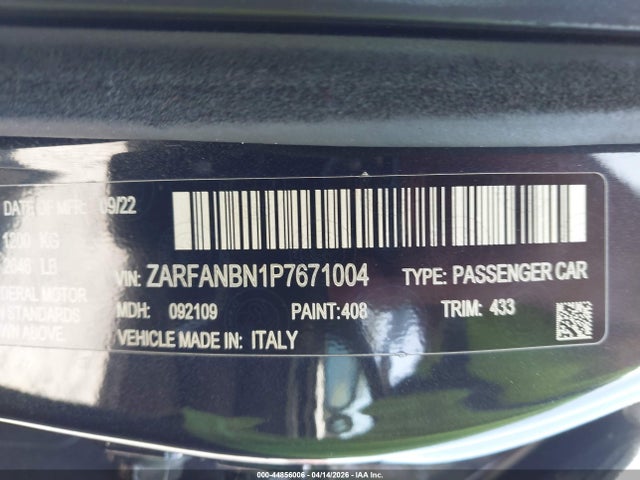 DATE OF MFR: 09/22
1200 KG
2646 LB
VIN: ZARFANBN1P7671004 TYPE: PASSENGER CAR
MDH: 092109 PAINT:408 TRIM: 433
VEHICLE MADE IN: ITALY
DERAL MOTOR
STANDARDS
WN ABOVE.
000-44856006 - 04/14/2026 - IAA Inc.